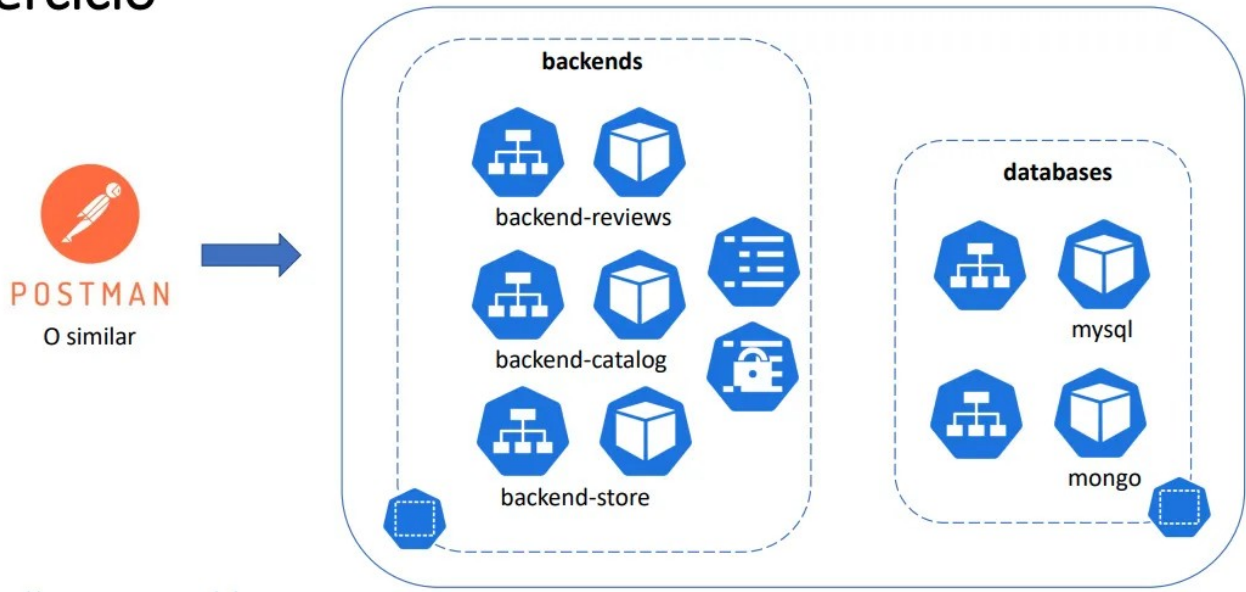 backends
backend-reviews
backend-catalog
backend-store
databases
mysql
mongo
POSTMAN
O similar